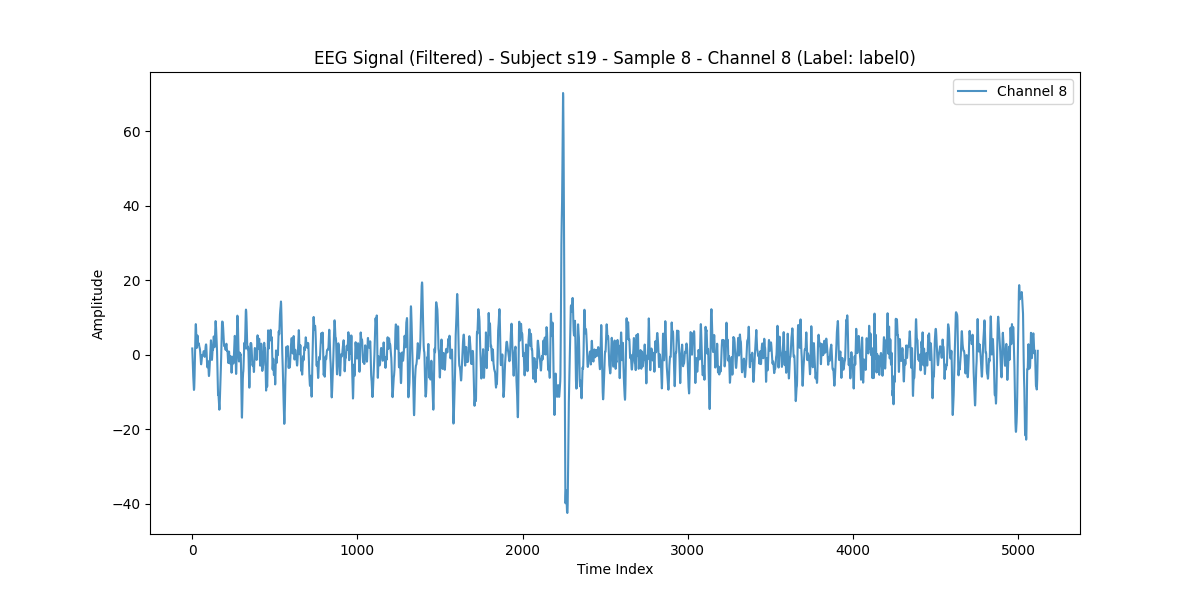 EEG Signal (Filtered) - Subject s19 - Sample 8 - Channel 8 (Label: label0)
Channel 8
60
40
20
0
−20
−40
Amplitude
0 1000 2000 3000 4000 5000
Time Index